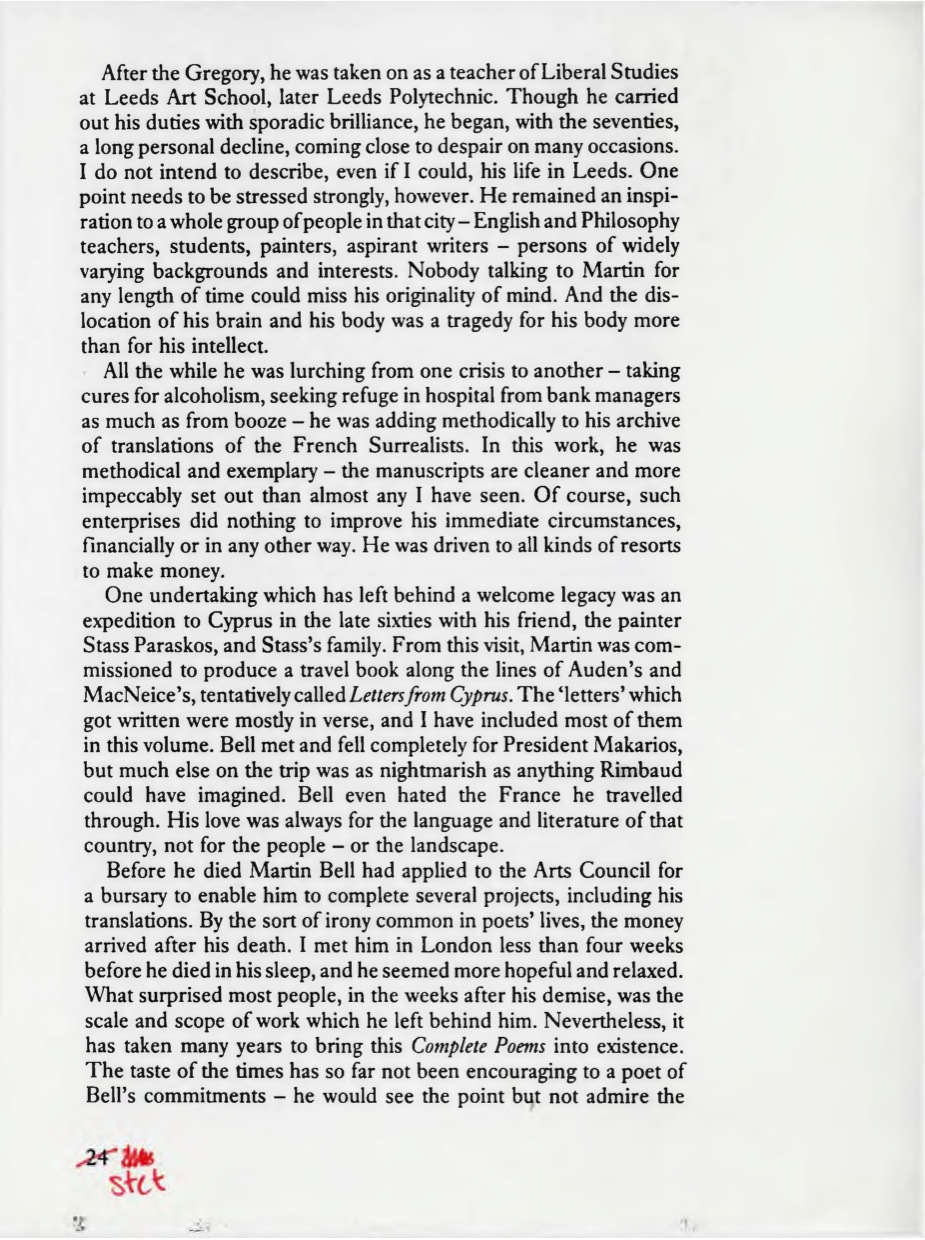 After the Gregory, he was taken on as a teacher of Liberal Studies
at Leeds Art School, later Leeds Polytechnic. Though he carried
out his duties with sporadic brilliance, he began, with the seventies,
a long personal decline, coming close to despair on many occasions.
I do not intend to describe, even if I could, his life in Leeds. One
point needs to be stressed strongly, however. He remained an inspi-
ration to a whole group of people in that city – English and Philosophy
teachers, students, painters, aspirant writers – persons of widely
varying backgrounds and interests. Nobody talking to Martin for
any length of time could miss his originality of mind. And the dis-
location of his brain and his body was a tragedy for his body more
than for his intellect.
All the while he was lurching from one crisis to another – taking
cures for alcoholism, seeking refuge in hospital from bank managers
as much as from booze – he was adding methodically to his archive
of translations of the French Surrealists. In this work, he was
methodical and exemplary – the manuscripts are cleaner and more
impeccably set out than almost any I have seen. Of course, such
enterprises did nothing to improve his immediate circumstances,
financially or in any other way. He was driven to all kinds of resorts
to make money.
One undertaking which has left behind a welcome legacy was an
expedition to Cyprus in the late sixties with his friend, the painter
Stass Paraskos, and Stass's family. From this visit, Martin was com-
missioned to produce a travel book along the lines of Auden's and
MacNeice's, tentatively called Letters from Cyprus. The 'letters' which
got written were mostly in verse, and I have included most of them
in this volume. Bell met and fell completely for President Makarios,
but much else on the trip was as nightmarish as anything Rimbaud
could have imagined. Bell even hated the France he travelled
through. His love was always for the language and literature of that
country, not for the people – or the landscape.
Before he died Martin Bell had applied to the Arts Council for
a bursary to enable him to complete several projects, including his
translations. By the sort of irony common in poets' lives, the money
arrived after his death. I met him in London less than four weeks
before he died in his sleep, and he seemed more hopeful and relaxed.
What surprised most people, in the weeks after his demise, was the
scale and scope of work which he left behind him. Nevertheless, it
has taken many years to bring this Complete Poems into existence.
The taste of the times has so far not been encouraging to a poet of
Bell's commitments – he would see the point but not admire the
24
stet